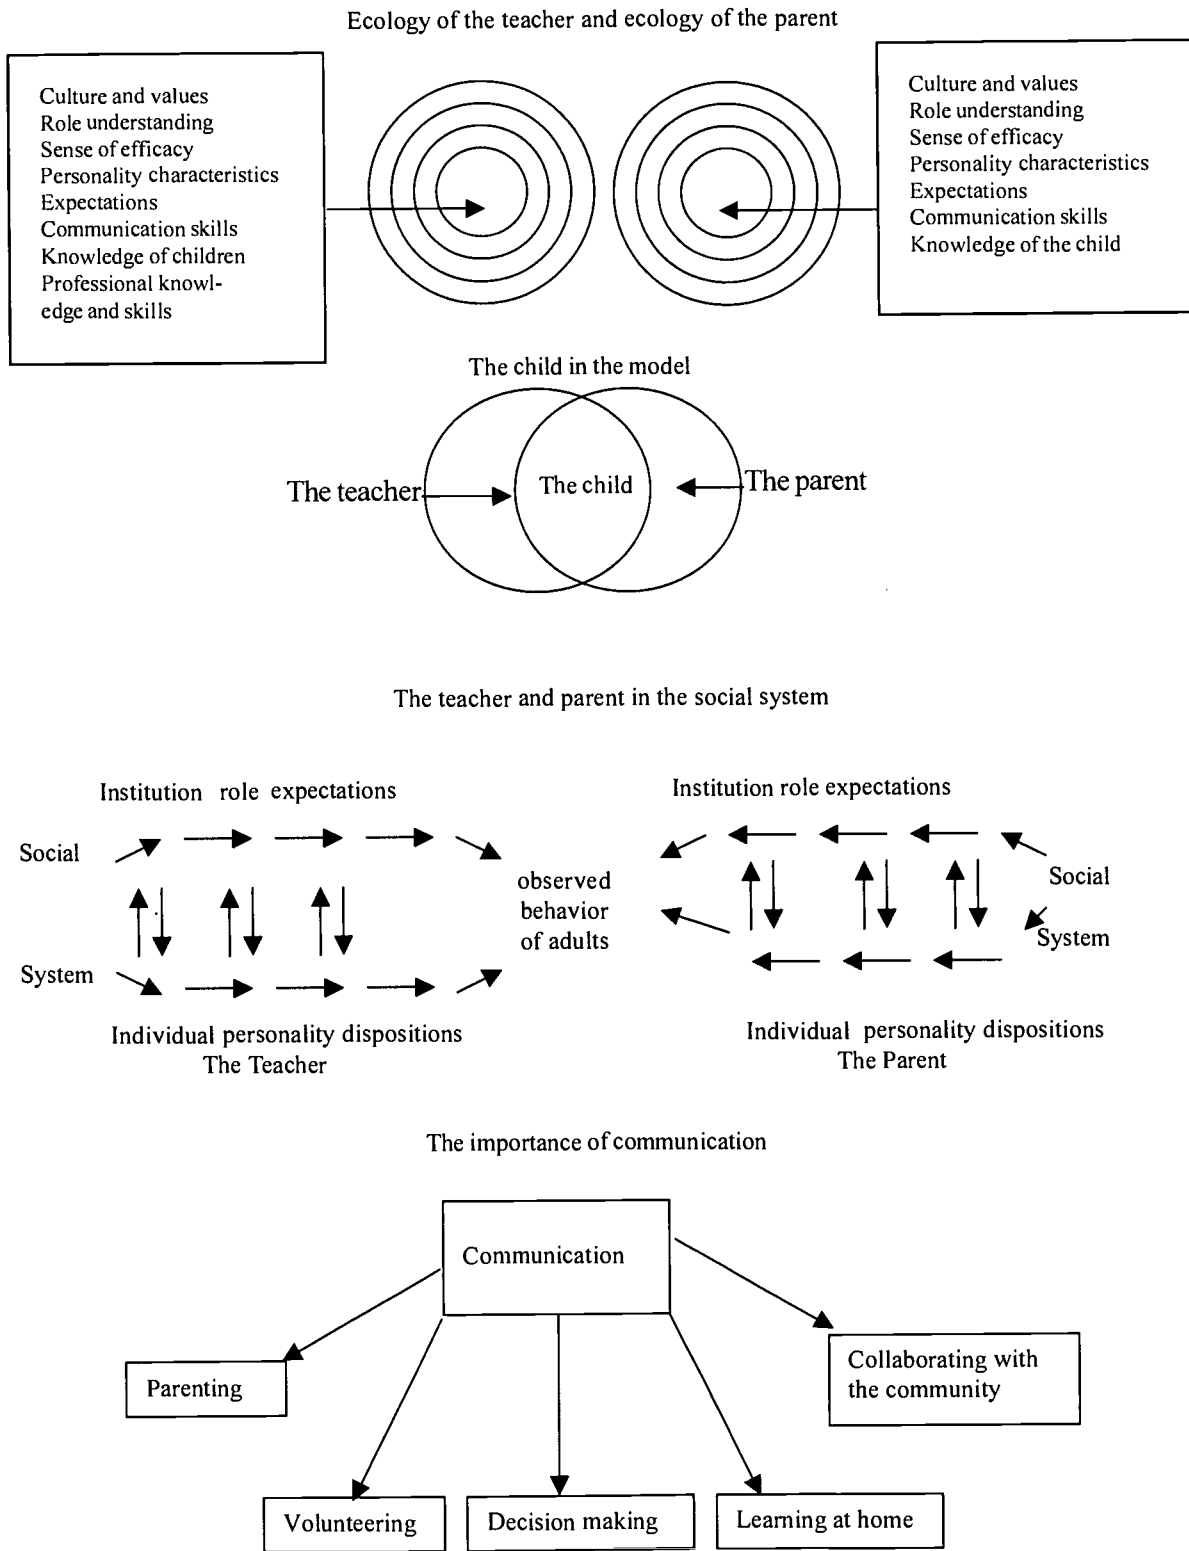 Ecology of the teacher and ecology of the parent
Culture and values
Role understanding
Sense of efficacy
Personality characteristics
Expectations
Communication skills
Knowledge of children
Professional knowl-
edge and skills
Culture and values
Role understanding
Sense of efficacy
Personality characteristics
Expectations
Communication skills
Knowledge of the child
The child in the model
The teacher
The child
The parent
The teacher and parent in the social system
Institution role expectations
Social
System
Individual personality dispositions
The Teacher
observed
behavior
of adults
Institution role expectations
Social
System
Individual personality dispositions
The Parent
The importance of communication
Communication
Parenting
Collaborating with
the community
Volunteering
Decision making
Learning at home